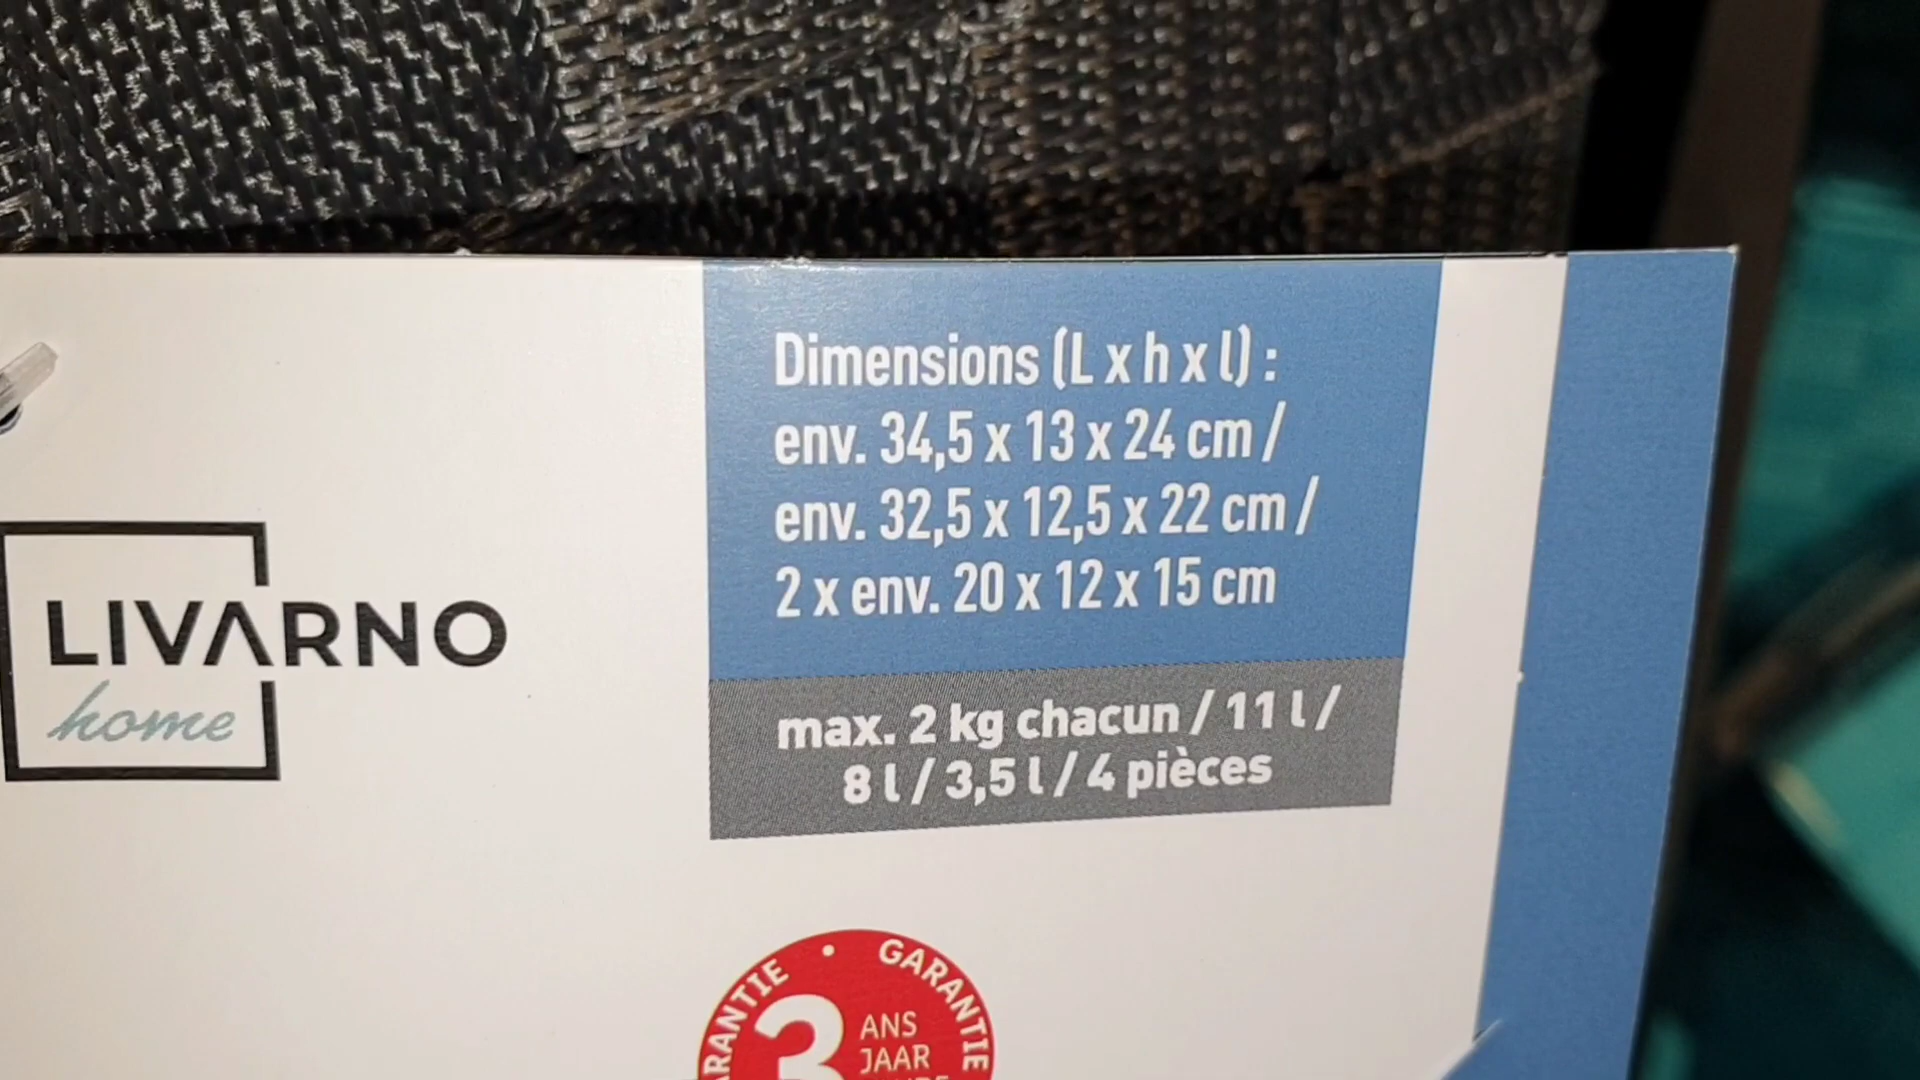 Dimensions (L x h x l) :
env. 34,5 x 13 x 24 cm /
env. 32,5 x 12,5 x 22 cm /
2 x env. 20 x 12 x 15 cm
max. 2 kg chacun / 11 l /
8 l / 3,5 l / 4 pièces
LIVARNO
home
GARANTIE
3
ANS
JAAR